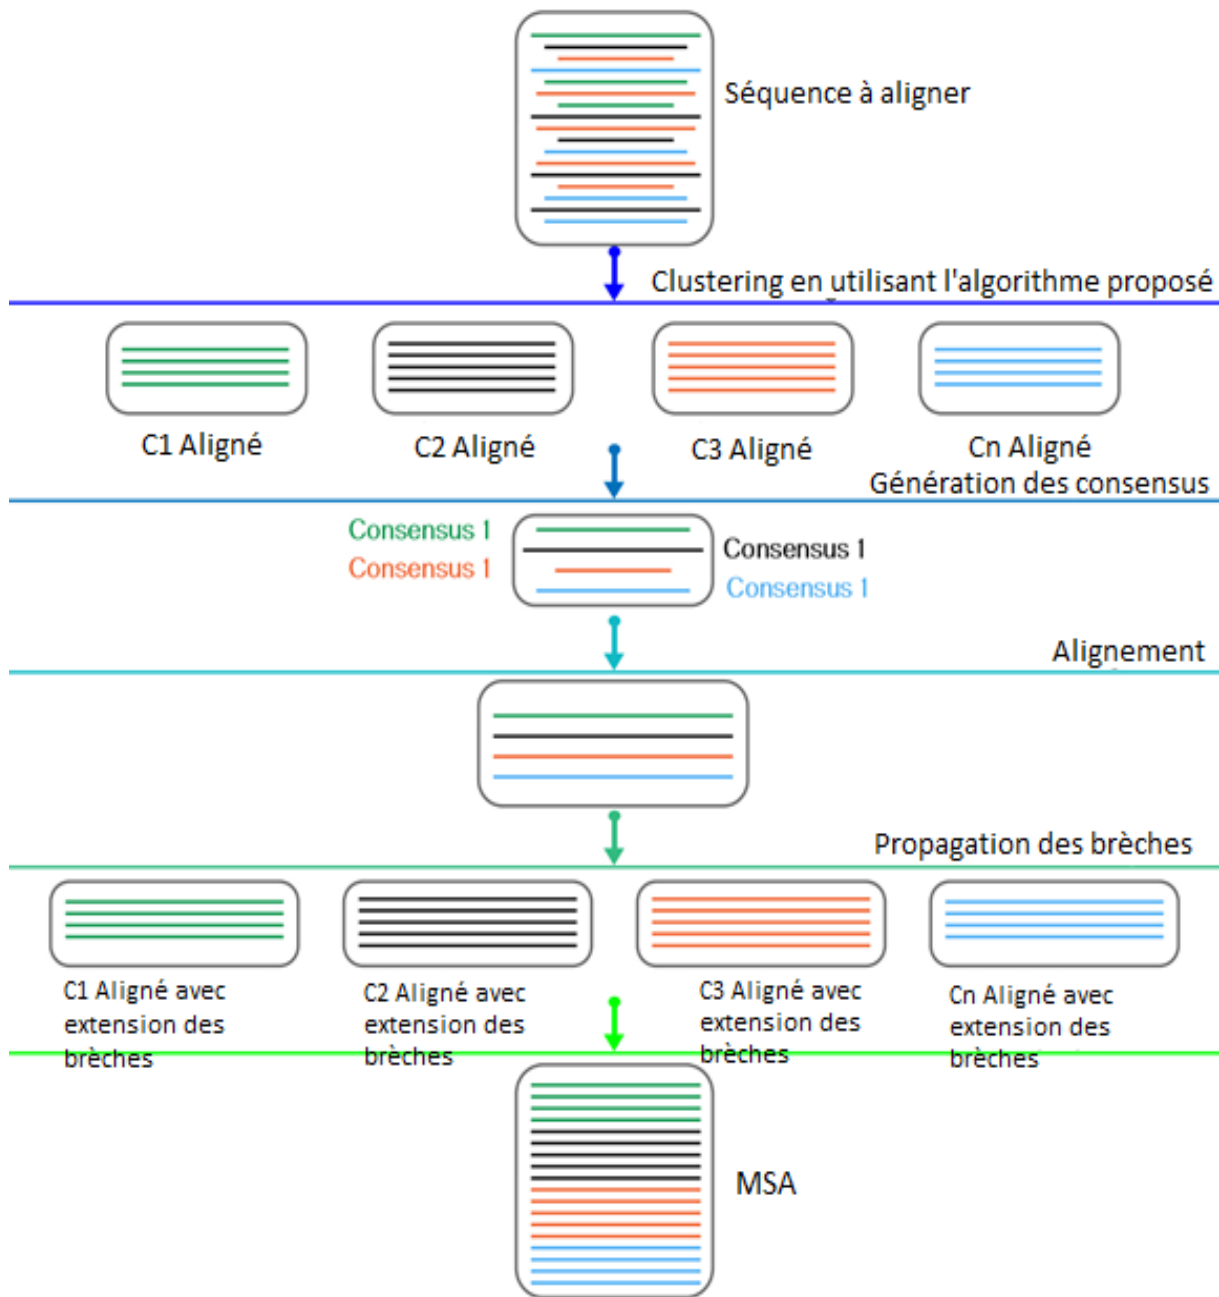 Séquence à aligner
Clustering en utilisant l'algorithme proposé
C1 Aligné
C2 Aligné
C3 Aligné
Cn Aligné
Génération des consensus
Consensus 1
Consensus 1
Consensus 1
Consensus 1
Alignement
Propagation des brèches
C1 Aligné avec
extension des
brèches
C2 Aligné avec
extension des
brèches
C3 Aligné avec
extension des
brèches
Cn Aligné avec
extension des
brèches
MSA